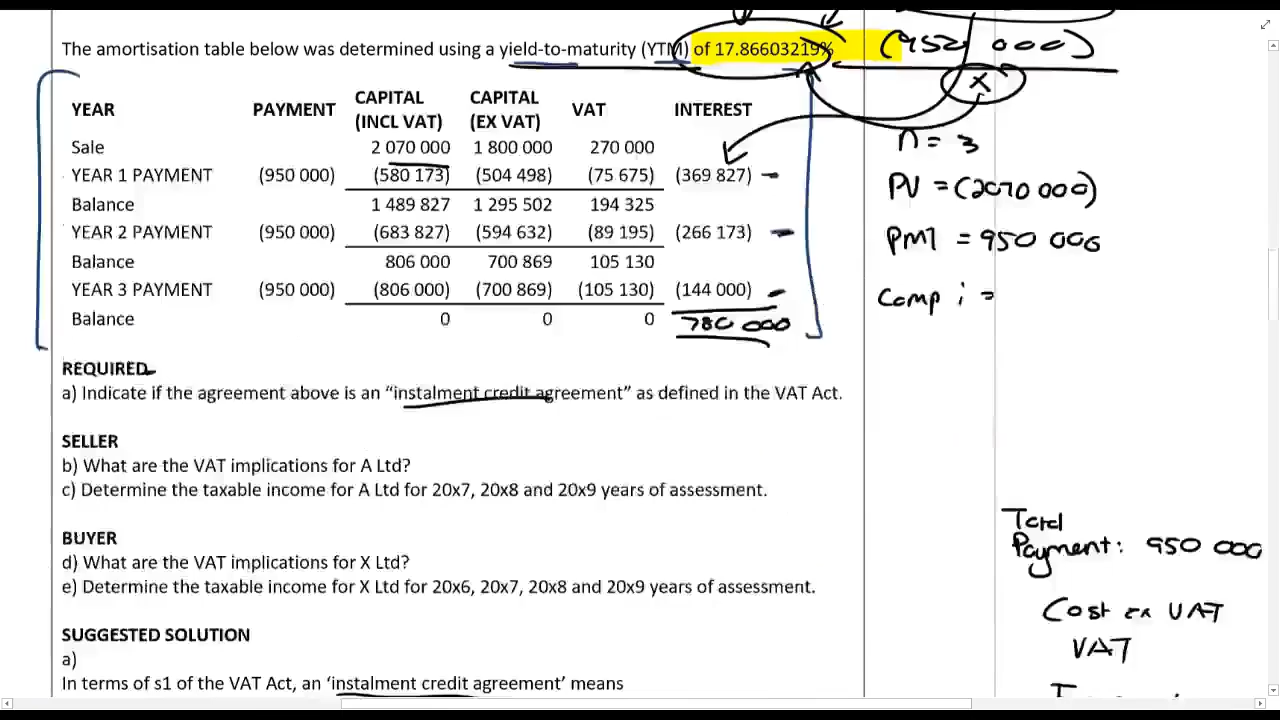 The amortisation table below was determined using a yield-to-maturity (YTM) of 17.86603219% (952 000)
X
YEAR PAYMENT CAPITAL (INCL VAT) CAPITAL (EX VAT) VAT INTEREST
Sale 2 070 000 1 800 000 270 000
YEAR 1 PAYMENT (950 000) (580 173) (504 498) (75 675) (369 827)
Balance 1 489 827 1 295 502 194 325
YEAR 2 PAYMENT (950 000) (683 827) (594 632) (89 195) (266 173)
Balance 806 000 700 869 105 130
YEAR 3 PAYMENT (950 000) (806 000) (700 869) (105 130) (144 000)
Balance 0 0 0 780 000
n = 3
PV = (2070 000)
PMT = 950 000
Comp i =
REQUIRED
a) Indicate if the agreement above is an “instalment credit agreement” as defined in the VAT Act.
SELLER
b) What are the VAT implications for A Ltd?
c) Determine the taxable income for A Ltd for 20x7, 20x8 and 20x9 years of assessment.
BUYER
d) What are the VAT implications for X Ltd?
e) Determine the taxable income for X Ltd for 20x6, 20x7, 20x8 and 20x9 years of assessment.
SUGGESTED SOLUTION
a)
In terms of s1 of the VAT Act, an ‘instalment credit agreement’ means
Total
Payment: 950 000
Cost ex VAT
VAT